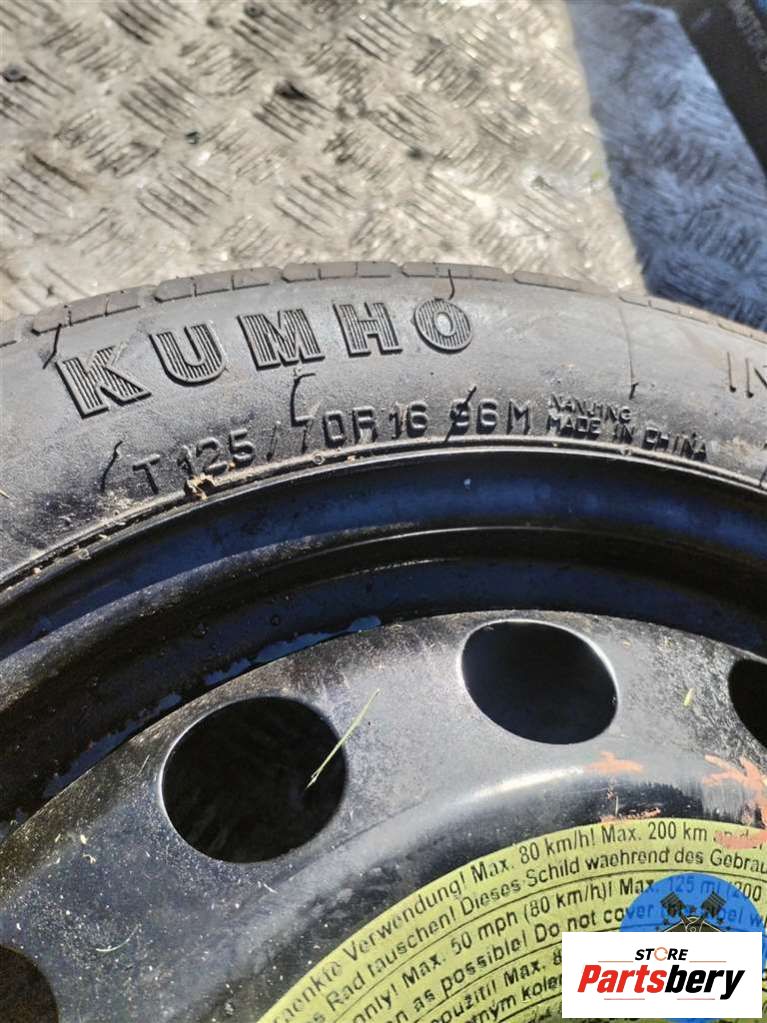 KUMHO
T125/70R16 96M NANJING
MADE IN CHINA
IN
Verwendung! Max. 80 km/h! Max. 200 km
Rad tauschen! Dieses Schild waehrend des Gebrau
only! Max. 50 mph (80 km/h)! Max. 125 mi (200
as possible! Do not cover
STORE
Partsbery